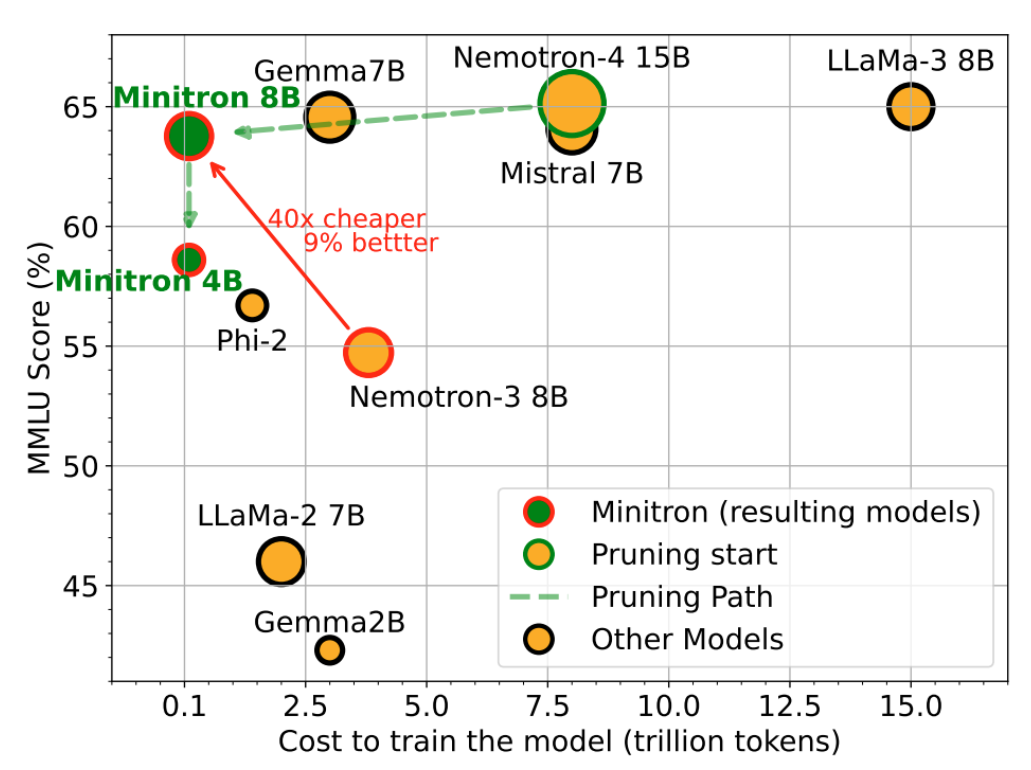 Nemotron-4 15B
LLaMa-3 8B
Gemma7B
Minitron 8B
65
Mistral 7B
40x cheaper
9% bettter
60
Minitron 4B
Phi-2
55
Nemotron-3 8B
MMLU Score (%)
50
LLaMa-2 7B
45
Gemma2B
Minitron (resulting models)
Pruning start
Pruning Path
Other Models
0.1 2.5 5.0 7.5 10.0 12.5 15.0
Cost to train the model (trillion tokens)